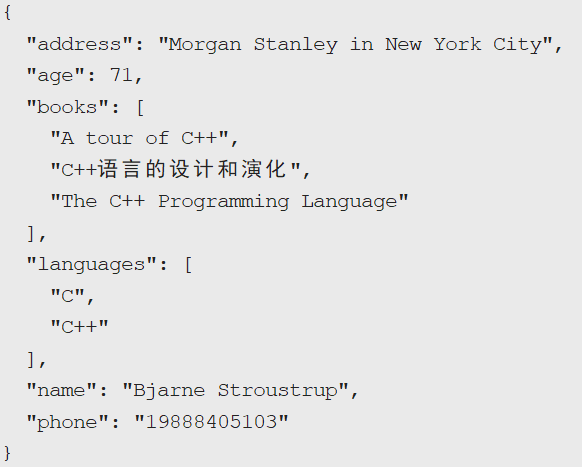 {
  "address": "Morgan Stanley in New York City",
  "age": 71,
  "books": [
    "A tour of C++",
    "C++语言的设计和演化",
    "The C++ Programming Language"
  ],
  "languages": [
    "C",
    "C++"
  ],
  "name": "Bjarne Stroustrup",
  "phone": "19888405103"
}